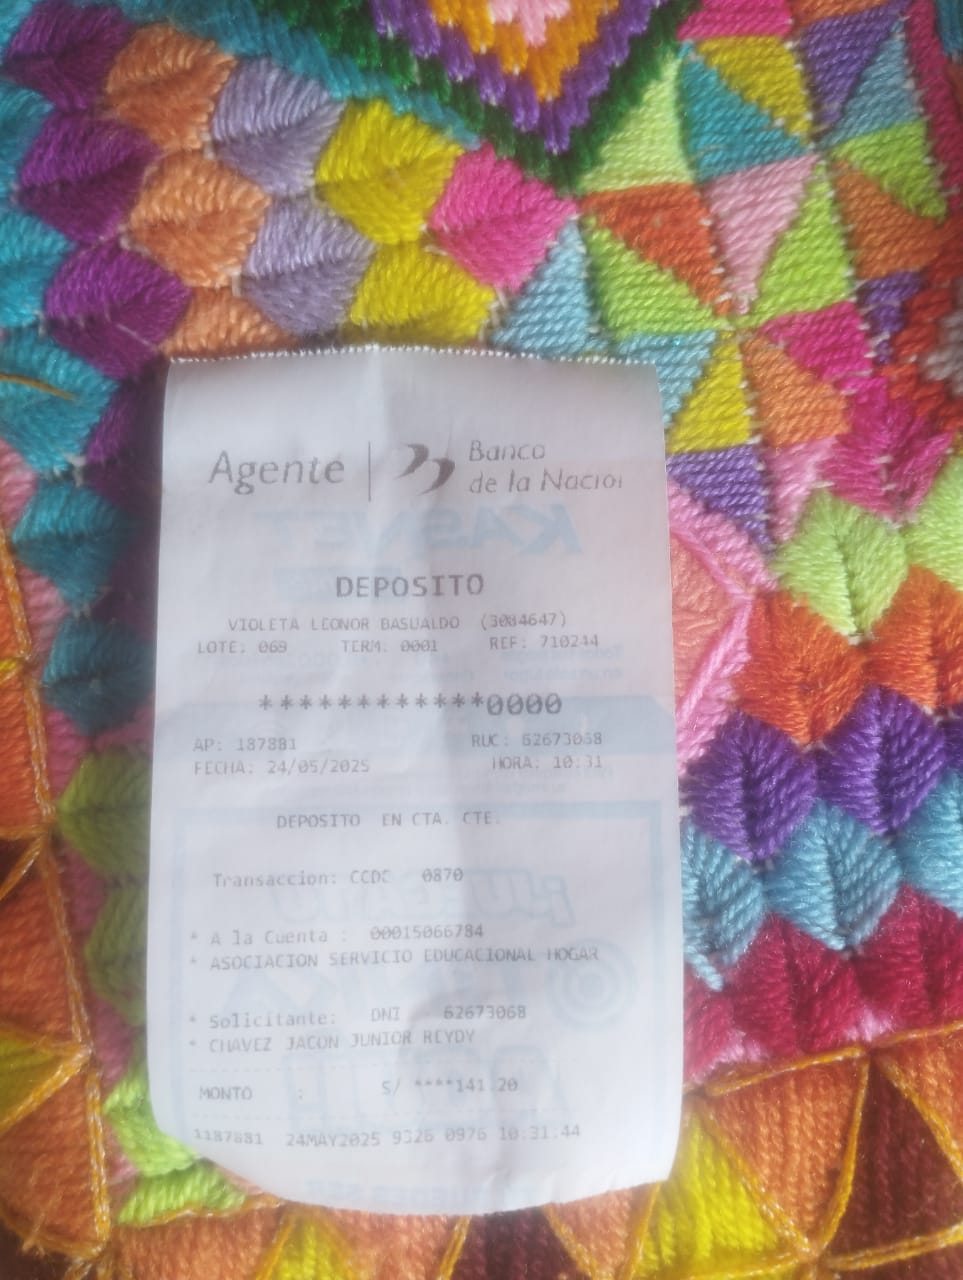 Agente | Banco
de la Nación
DEPOSITO
VIOLETA LEONOR BASUALDO (3084647)
LOTE: 069 TERM: 0001 REF: 710244
************0000
AP: 187881 RUC: 62673068
FECHA: 24/05/2025 HORA: 10:31
DEPOSITO EN CTA. CTE.
Transaccion: CCDC 0870
* A la Cuenta : 00015066784
* ASOCIACION SERVICIO EDUCACIONAL HOGAR
* Solicitante: DNI 62673068
* CHAVEZ JACON JUNIOR REYDY
MONTO : S/ ****141.20
1187881 24MAY2025 9326 0976 10:31:44
KASNET